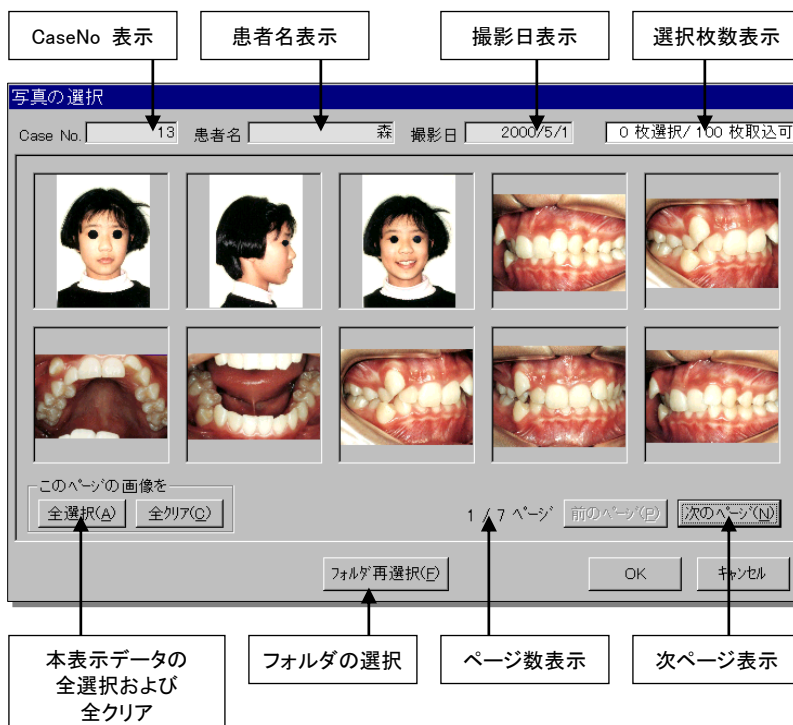 CaseNo 表示
患者名表示
撮影日表示
選択枚数表示
写真の選択
Case No. 13 患者名 森 撮影日 2000/5/1 0 枚選択/ 100 枚取込可
このページの画像を
全選択(A) 全クリア(C)
1 / 7 ページ 前のページ(P) 次のページ(N)
フォルダ再選択(F) OK キャンセル
本表示データの
全選択および
全クリア
フォルダの選択
ページ数表示
次ページ表示